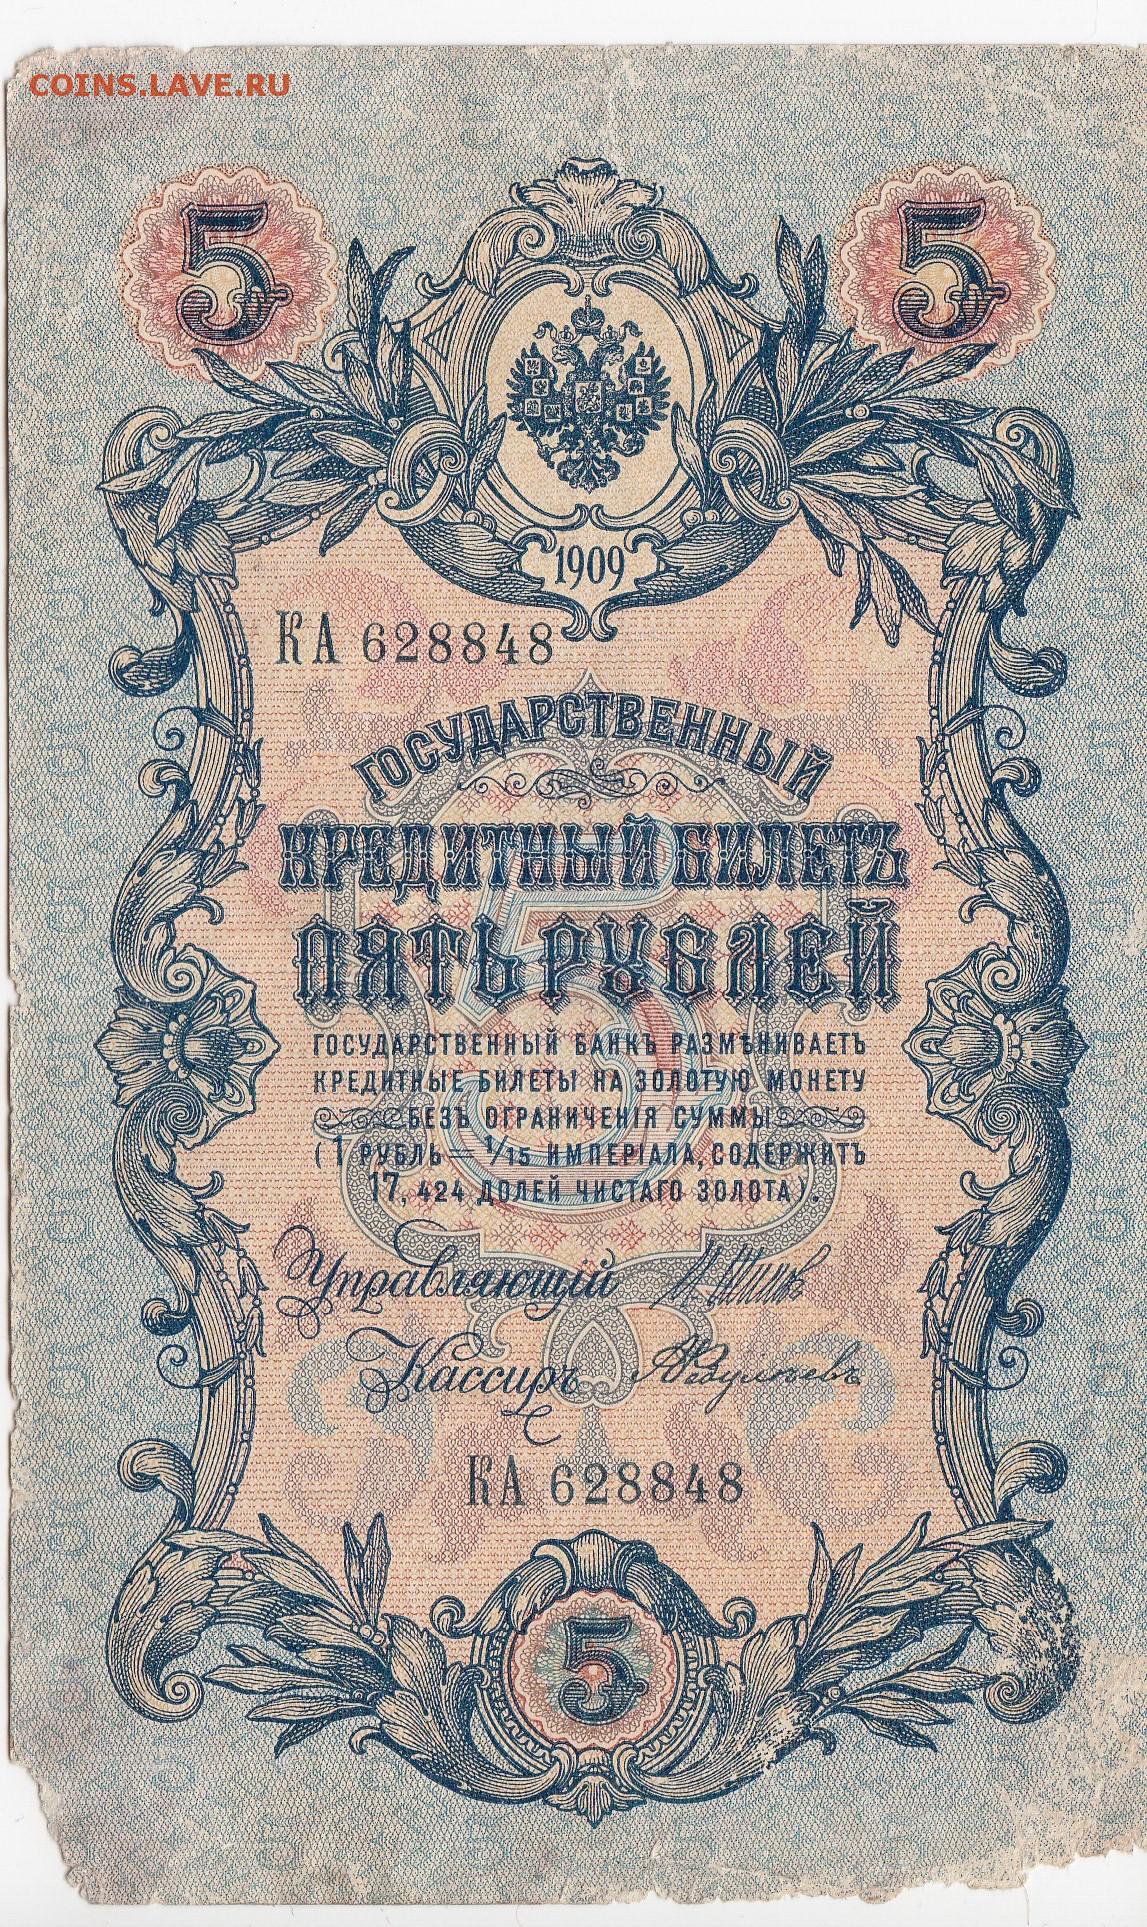 COINS.LAVE.RU
5 5
1909
КА 628848
ГОСУДАРСТВЕННЫЙ
КРЕДИТНЫЙ БИЛЕТЪ
ПЯТЬ РУБЛЕЙ
ГОСУДАРСТВЕННЫЙ БАНКЪ РАЗМѢНИВАЕТЪ
КРЕДИТНЫЕ БИЛЕТЫ НА ЗОЛОТУЮ МОНЕТУ
БЕЗЪ ОГРАНИЧЕНІЯ СУММЫ
(1 РУБЛЬ = 1/15 ИМПЕРІАЛА, СОДЕРЖИТЪ
17,424 ДОЛЕЙ ЧИСТАГО ЗОЛОТА).
Управляющій
Кассиръ
КА 628848
5